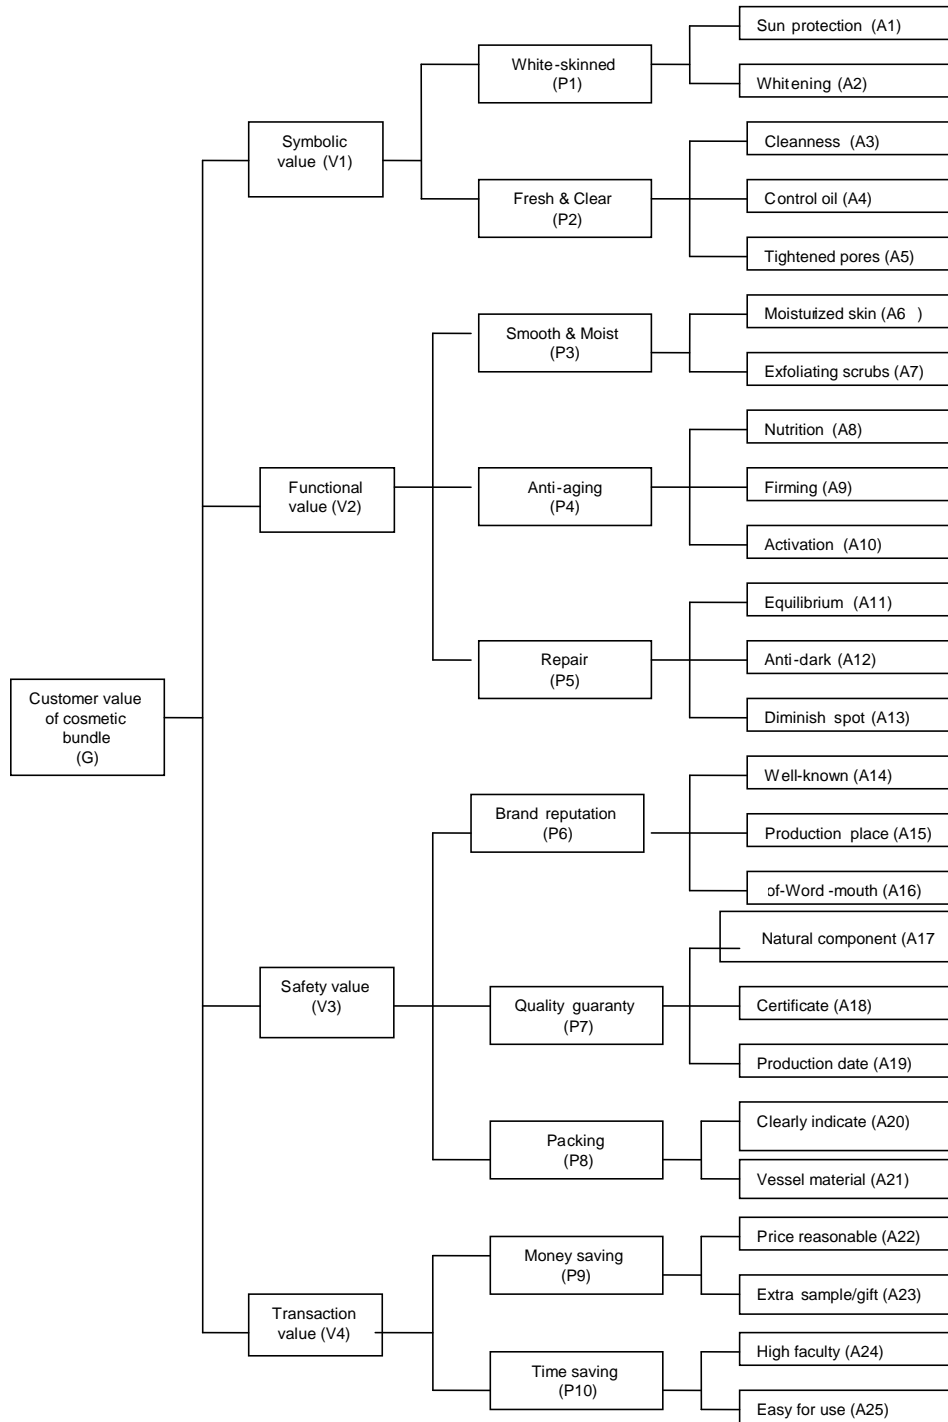 Customer value
of cosmetic
bundle
(G)
Symbolic
value (V1)
White-skinned
(P1)
Sun protection (A1)
Whitening (A2)
Fresh & Clear
(P2)
Cleanness (A3)
Control oil (A4)
Tightened pores (A5)
Functional
value (V2)
Smooth & Moist
(P3)
Moisturized skin (A6 )
Exfoliating scrubs (A7)
Anti-aging
(P4)
Nutrition (A8)
Firming (A9)
Activation (A10)
Repair
(P5)
Equilibrium (A11)
Anti-dark (A12)
Diminish spot (A13)
Safety value
(V3)
Brand reputation
(P6)
Well-known (A14)
Production place (A15)
of-Word -mouth (A16)
Quality guaranty
(P7)
Natural component (A17
Certificate (A18)
Production date (A19)
Packing
(P8)
Clearly indicate (A20)
Vessel material (A21)
Transaction
value (V4)
Money saving
(P9)
Price reasonable (A22)
Extra sample/gift (A23)
Time saving
(P10)
High faculty (A24)
Easy for use (A25)